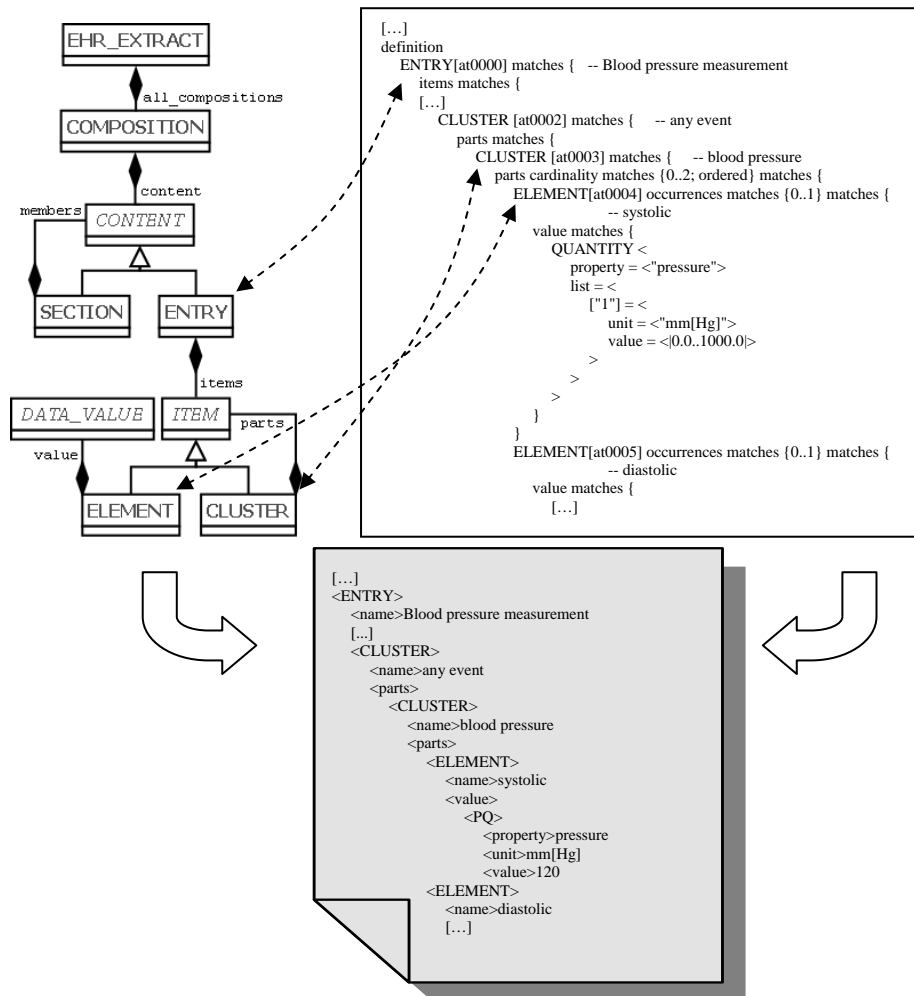 EHR_EXTRACT
all_compositions
COMPOSITION
content
members
CONTENT
SECTION
ENTRY
items
DATA_VALUE
ITEM
parts
value
ELEMENT
CLUSTER
[…]
definition
ENTRY[at0000] matches { -- Blood pressure measurement
items matches {
[…]
CLUSTER [at0002] matches { -- any event
parts matches {
CLUSTER [at0003] matches { -- blood pressure
parts cardinality matches {0..2; ordered} matches {
ELEMENT[at0004] occurrences matches {0..1} matches {
-- systolic
value matches {
QUANTITY <
property = <"pressure">
list = <
["1"] = <
unit = <"mm[Hg]">
value = <|0.0..1000.0|>
>
>
>
}
}
ELEMENT[at0005] occurrences matches {0..1} matches {
-- diastolic
value matches {
[…]
[…]
<ENTRY>
<name>Blood pressure measurement
[...]
<CLUSTER>
<name>any event
<parts>
<CLUSTER>
<name>blood pressure
<parts>
<ELEMENT>
<name>systolic
<value>
<PQ>
<property>pressure
<unit>mm[Hg]
<value>120
<ELEMENT>
<name>diastolic
[…]